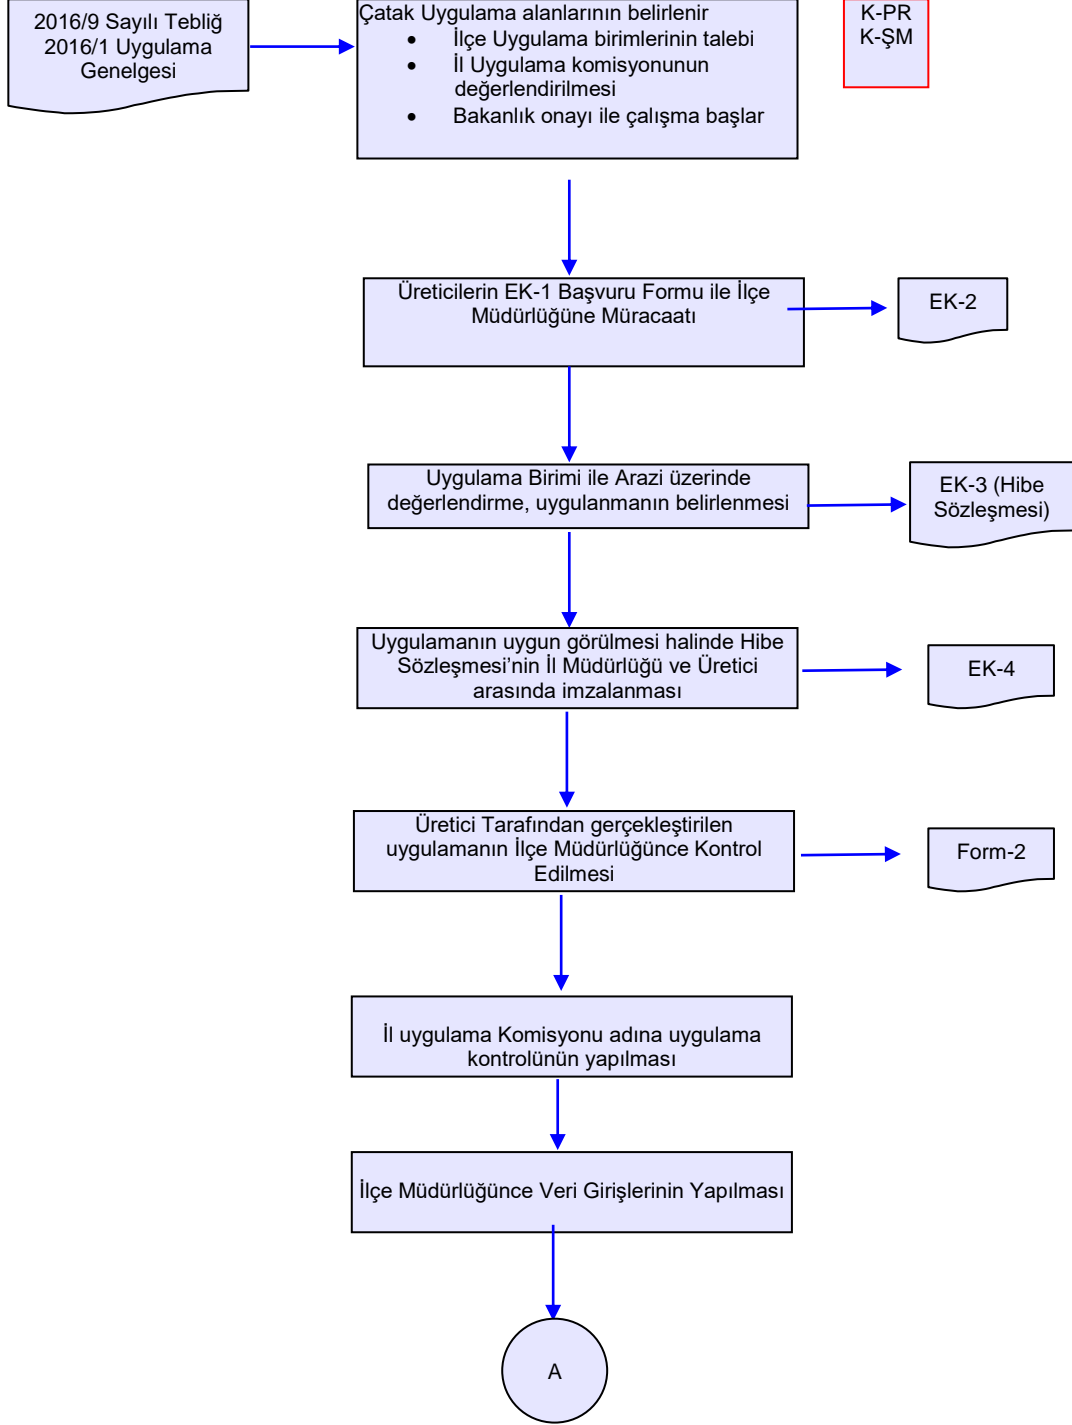 2016/9 Sayılı Tebliğ
2016/1 Uygulama
Genelgesi
Çatak Uygulama alanlarının belirlenir
• İlçe Uygulama birimlerinin talebi
• İl Uygulama komisyonunun
değerlendirilmesi
• Bakanlık onayı ile çalışma başlar
K-PR
K-ŞM
Üreticilerin EK-1 Başvuru Formu ile İlçe
Müdürlüğüne Müracaatı
EK-2
Uygulama Birimi ile Arazi üzerinde
değerlendirme, uygulanmanın belirlenmesi
EK-3 (Hibe
Sözleşmesi)
Uygulamanın uygun görülmesi halinde Hibe
Sözleşmesi’nin İl Müdürlüğü ve Üretici
arasında imzalanması
EK-4
Üretici Tarafından gerçekleştirilen
uygulamanın İlçe Müdürlüğünce Kontrol
Edilmesi
Form-2
İl uygulama Komisyonu adına uygulama
kontrolünün yapılması
İlçe Müdürlüğünce Veri Girişlerinin Yapılması
A